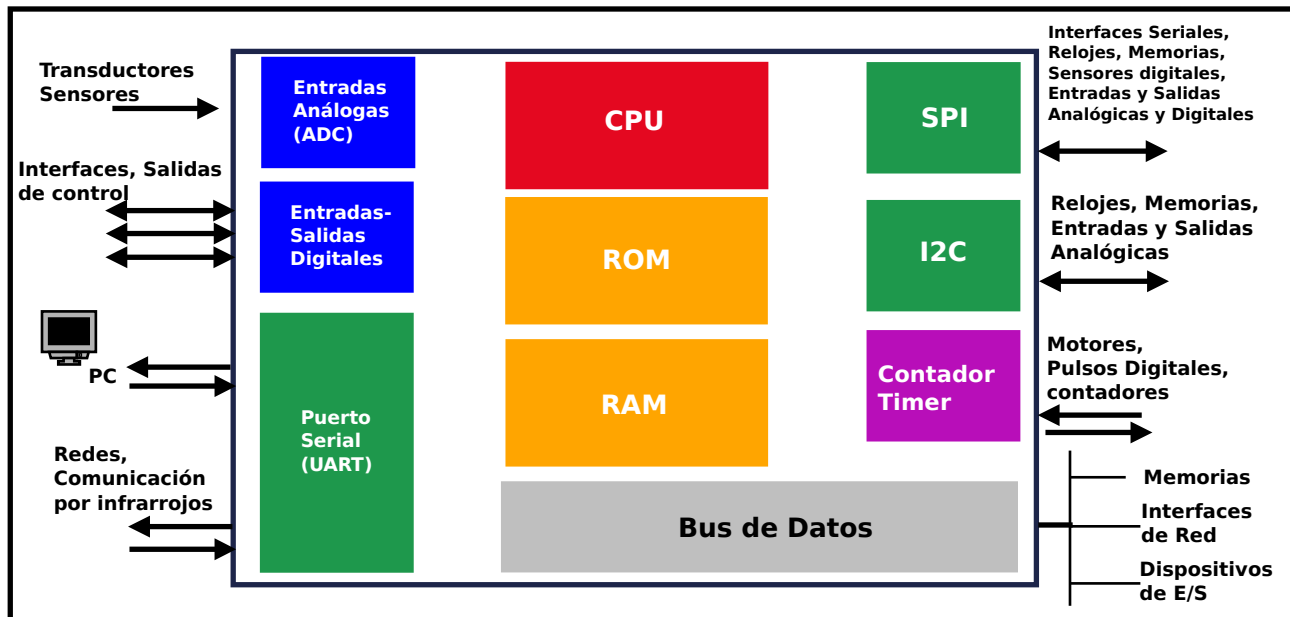 Transductores
Sensores
Interfaces, Salidas
de control
PC
Redes,
Comunicación
por infrarrojos
Entradas
Análogas
(ADC)
Entradas-
Salidas
Digitales
Puerto
Serial
(UART)
CPU
ROM
RAM
Bus de Datos
SPI
I2C
Contador
Timer
Interfaces Seriales,
Relojes, Memorias,
Sensores digitales,
Entradas y Salidas
Analógicas y Digitales
Relojes, Memorias,
Entradas y Salidas
Analógicas
Motores,
Pulsos Digitales,
contadores
Memorias
Interfaces
de Red
Dispositivos
de E/S